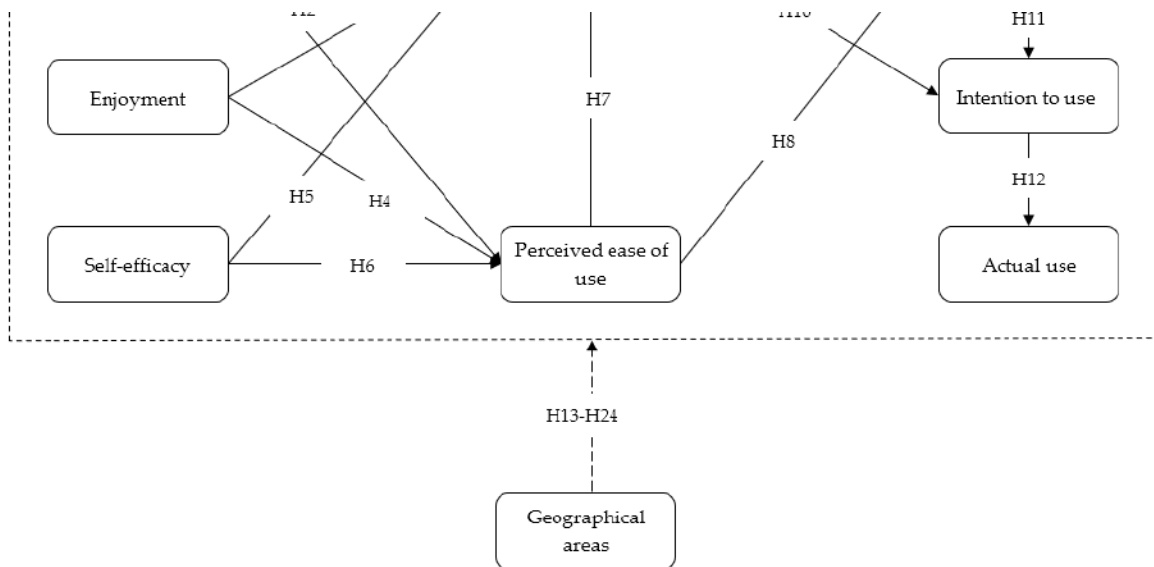 H11
Enjoyment
Intention to use
H7
H8
H12
H5
H4
Self-efficacy
H6
Perceived ease of
use
Actual use
H13-H24
Geographical
areas